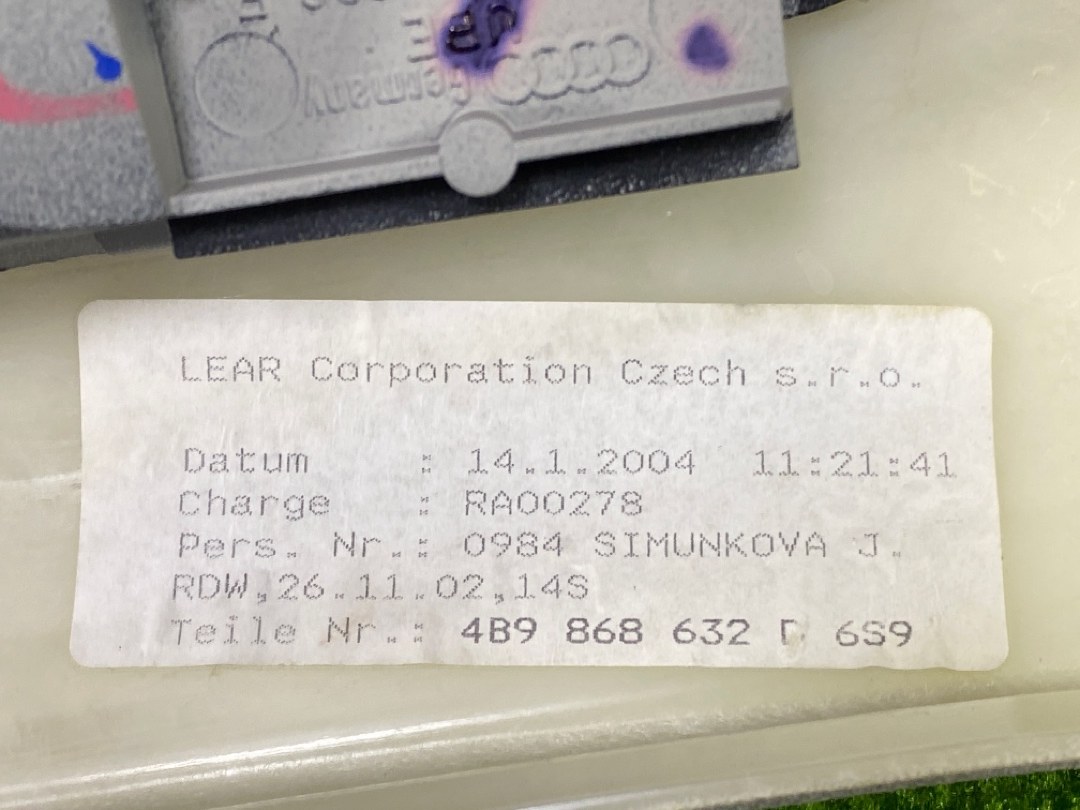 Germany
LEAR Corporation Czech s.r.o.
Datum : 14.1.2004 11:21:41
Charge : RA00278
Pers. Nr.: 0984 SIMUNKOVA J.
RDW,26.11.02,14S
Teile Nr.: 4B9 868 632 6S9